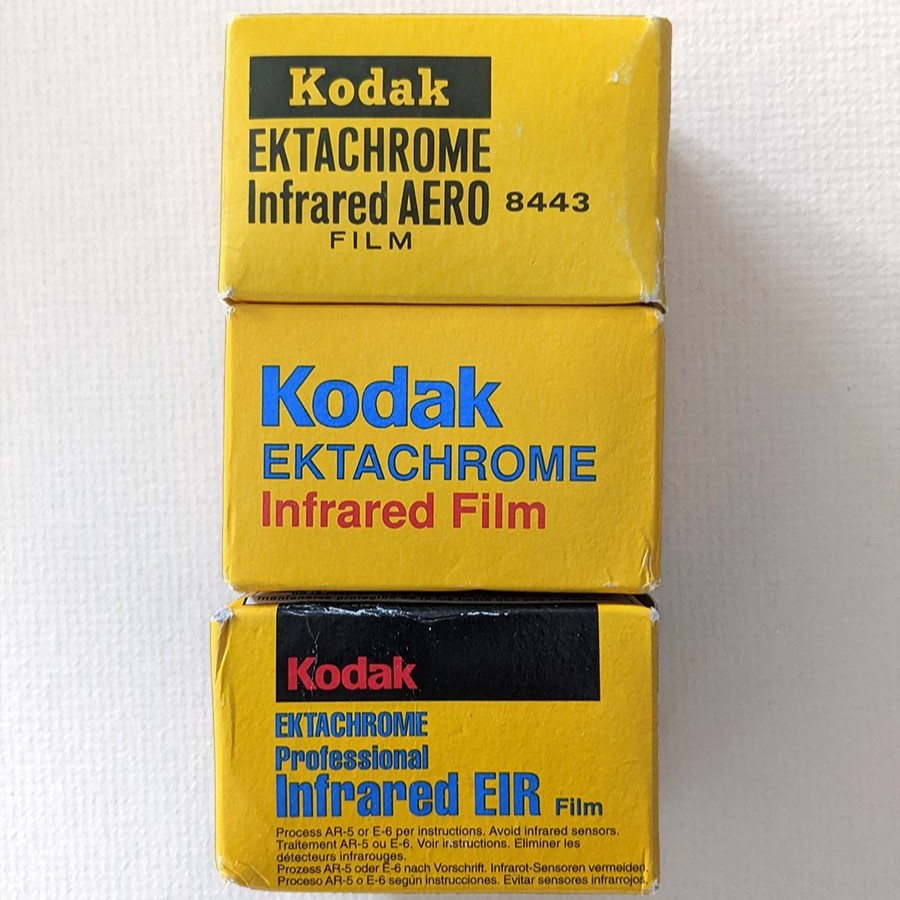 Kodak
EKTACHROME
Infrared AERO 8443
FILM
Kodak
EKTACHROME
Infrared Film
Kodak
EKTACHROME
Professional
Infrared EIR Film
Process AR-5 or E-6 per instructions. Avoid infrared sensors.
Traitement AR-5 ou E-6. Voir instructions. Eliminer les
détecteurs infrarouges.
Prozess AR-5 oder E-6 nach Vorschrift. Infrarot-Sensoren vermeiden.
Proceso AR-5 o E-6 según instrucciones. Evitar sensores infrarrojos.